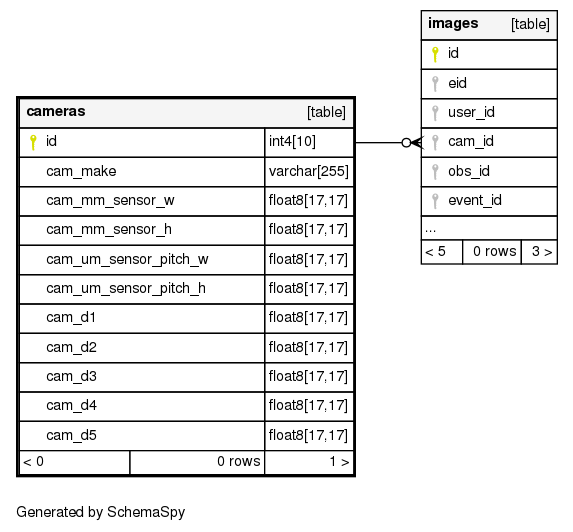 images [table]
id
eid
user_id
cam_id
obs_id
event_id
...
< 5 0 rows 3 >
cameras [table]
id int4[10]
cam_make varchar[255]
cam_mm_sensor_w float8[17,17]
cam_mm_sensor_h float8[17,17]
cam_um_sensor_pitch_w float8[17,17]
cam_um_sensor_pitch_h float8[17,17]
cam_d1 float8[17,17]
cam_d2 float8[17,17]
cam_d3 float8[17,17]
cam_d4 float8[17,17]
cam_d5 float8[17,17]
< 0 0 rows 1 >
Generated by SchemaSpy